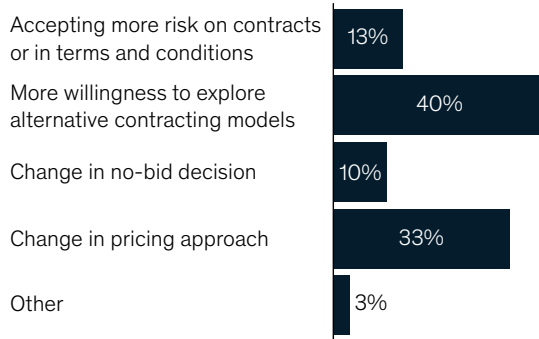 Accepting more risk on contracts
or in terms and conditions
13%
More willingness to explore
alternative contracting models
40%
Change in no-bid decision
10%
Change in pricing approach
33%
Other
3%